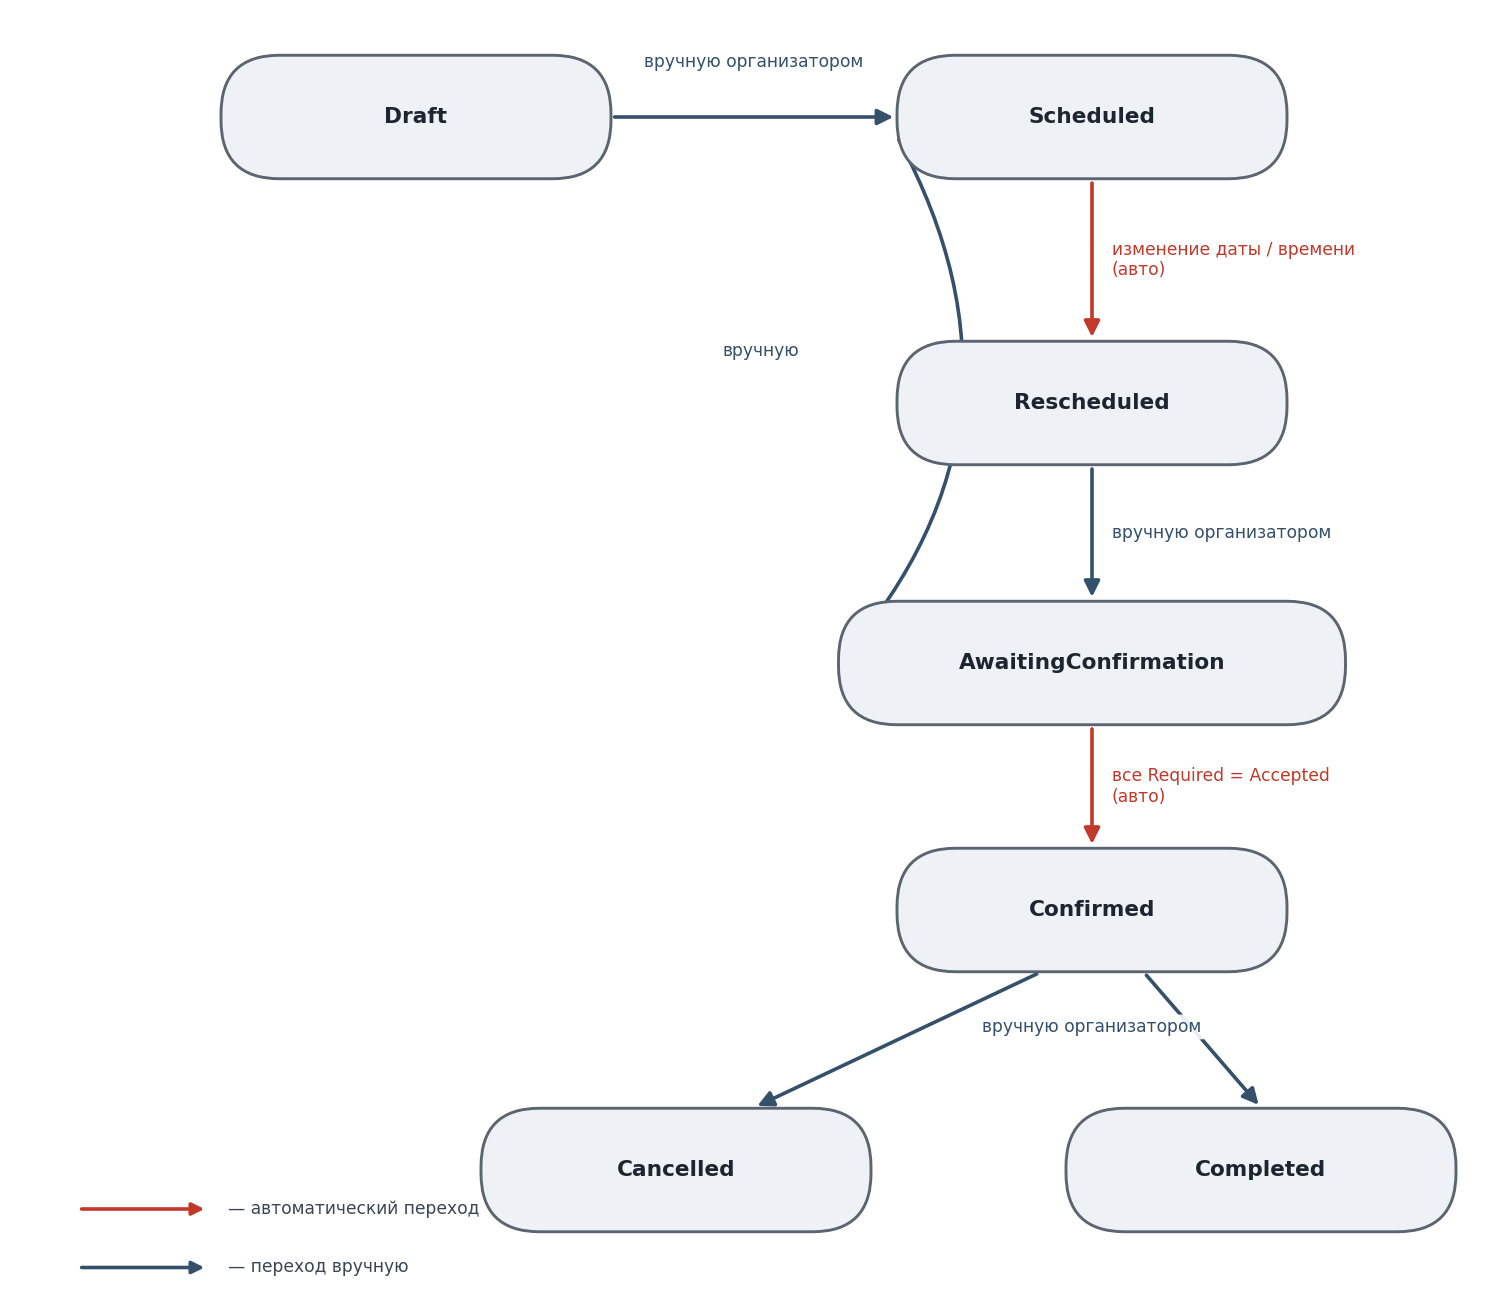 вручную организатором
Draft
Scheduled
изменение даты / времени
(авто)
вручную
Rescheduled
вручную организатором
AwaitingConfirmation
все Required = Accepted
(авто)
Confirmed
вручную организатором
Cancelled
Completed
— автоматический переход
— переход вручную